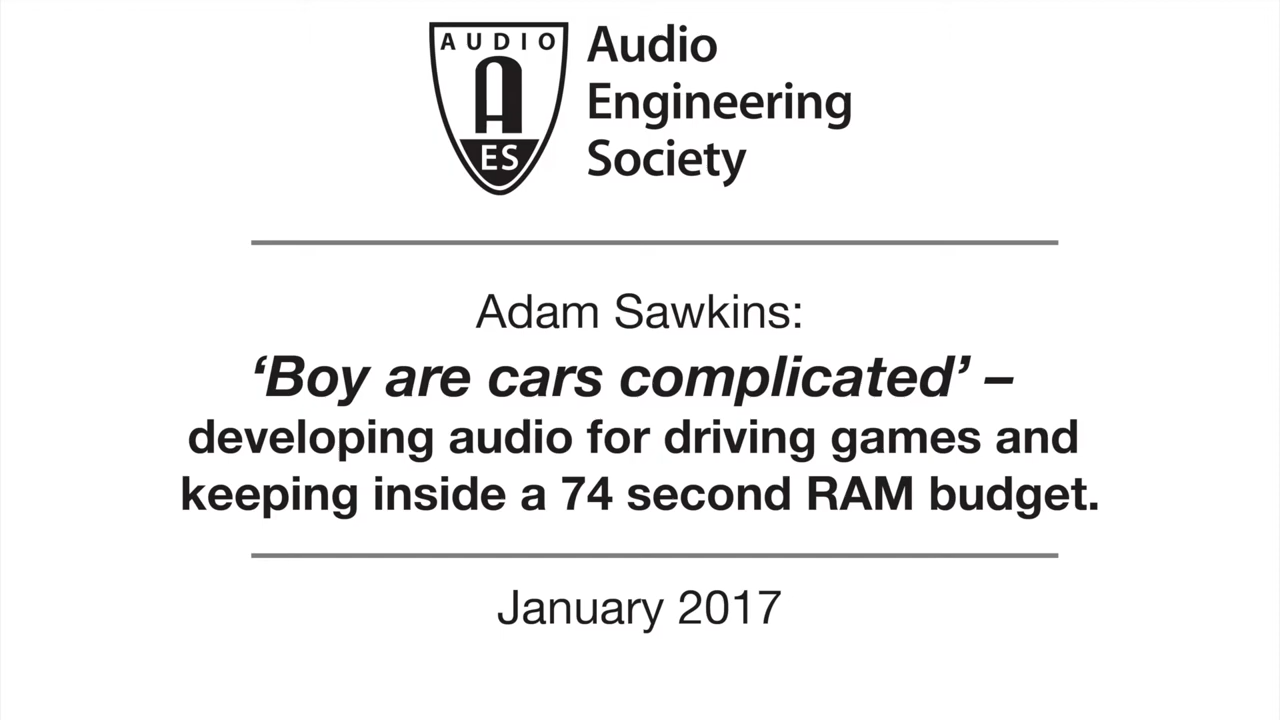 AUDIO
A
ES
Audio
Engineering
Society
Adam Sawkins:
‘Boy are cars complicated’ –
developing audio for driving games and
keeping inside a 74 second RAM budget.
January 2017